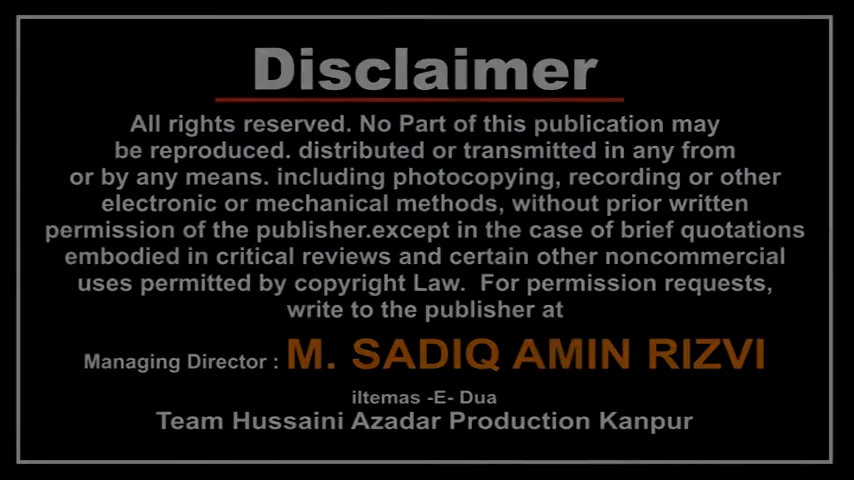 Disclaimer
All rights reserved. No Part of this publication may
be reproduced. distributed or transmitted in any from
or by any means. including photocopying, recording or other
electronic or mechanical methods, without prior written
permission of the publisher.except in the case of brief quotations
embodied in critical reviews and certain other noncommercial
uses permitted by copyright Law.  For permission requests,
write to the publisher at
Managing Director : M. SADIQ AMIN RIZVI
iltemas -E- Dua
Team Hussaini Azadar Production Kanpur